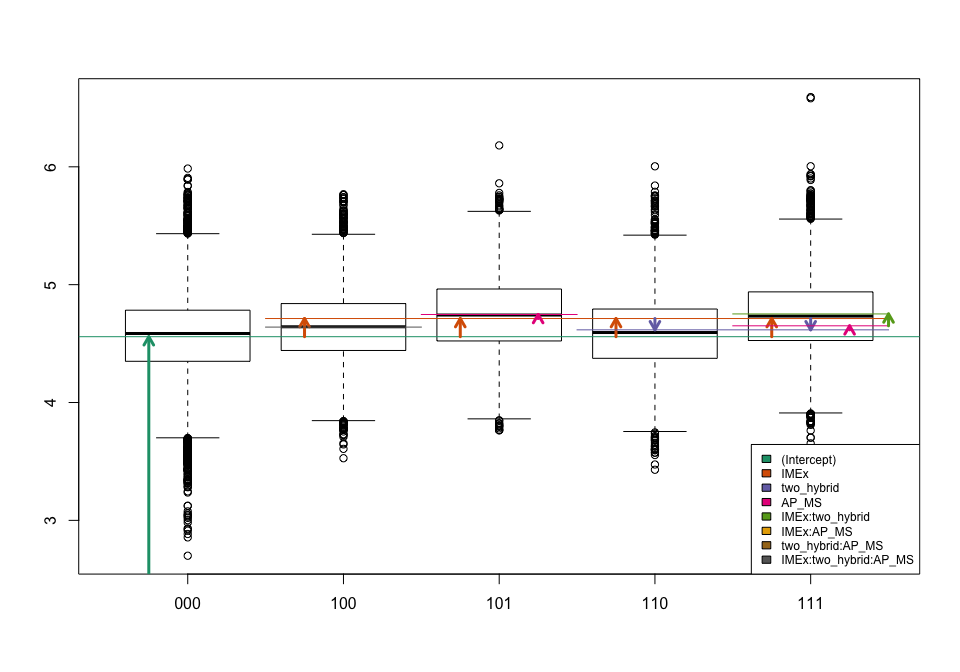 6
5
4
3
(Intercept)
IMEx
two_hybrid
AP_MS
IMEx:two_hybrid
IMEx:AP_MS
two_hybrid:AP_MS
IMEx:two_hybrid:AP_MS
000 100 101 110 111